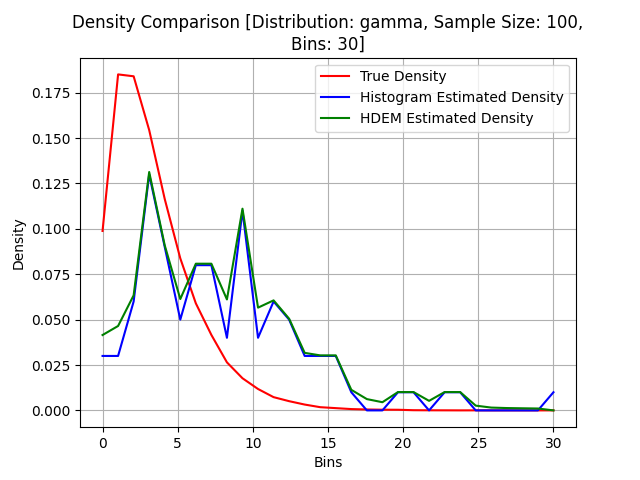 Density Comparison [Distribution: gamma, Sample Size: 100,
Bins: 30]
True Density
Histogram Estimated Density
HDEM Estimated Density
Density
0.175
0.150
0.125
0.100
0.075
0.050
0.025
0.000
0 5 10 15 20 25 30
Bins